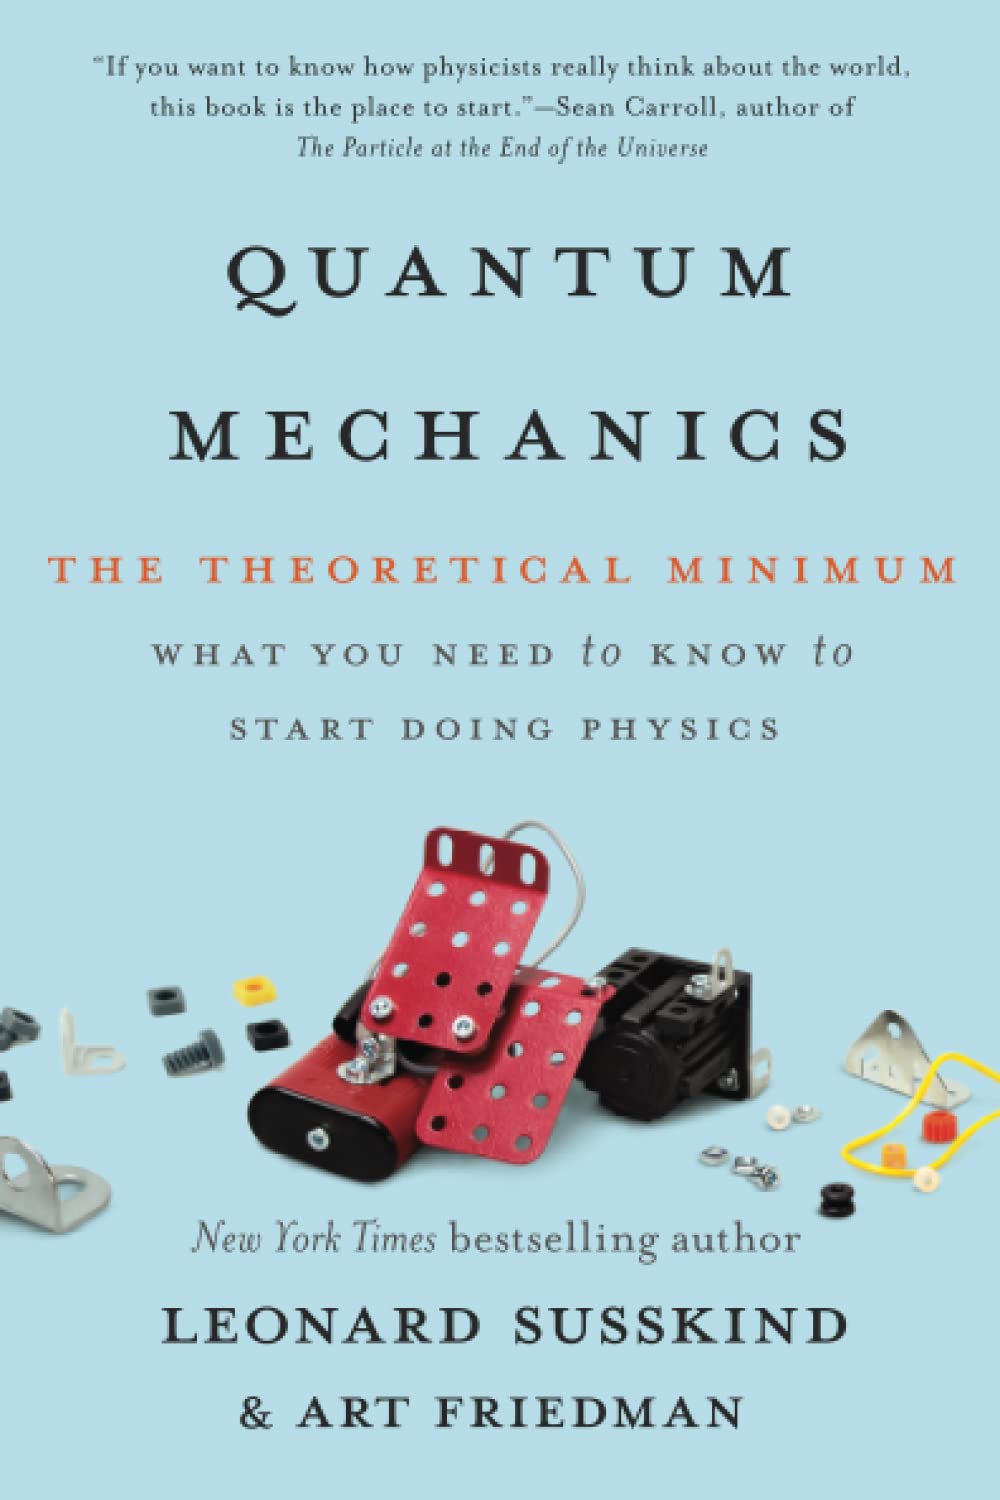 “If you want to know how physicists really think about the world,
this book is the place to start.”—Sean Carroll, author of
The Particle at the End of the Universe
QUANTUM
MECHANICS
THE THEORETICAL MINIMUM
WHAT YOU NEED to KNOW to
START DOING PHYSICS
New York Times bestselling author
LEONARD SUSSKIND
& ART FRIEDMAN